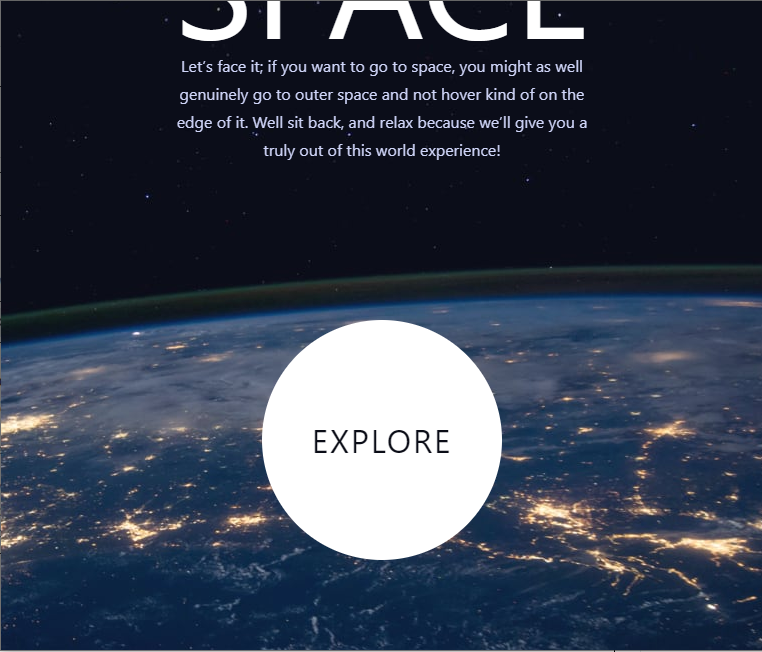 SPACE
Let’s face it; if you want to go to space, you might as well
genuinely go to outer space and not hover kind of on the
edge of it. Well sit back, and relax because we’ll give you a
truly out of this world experience!
EXPLORE